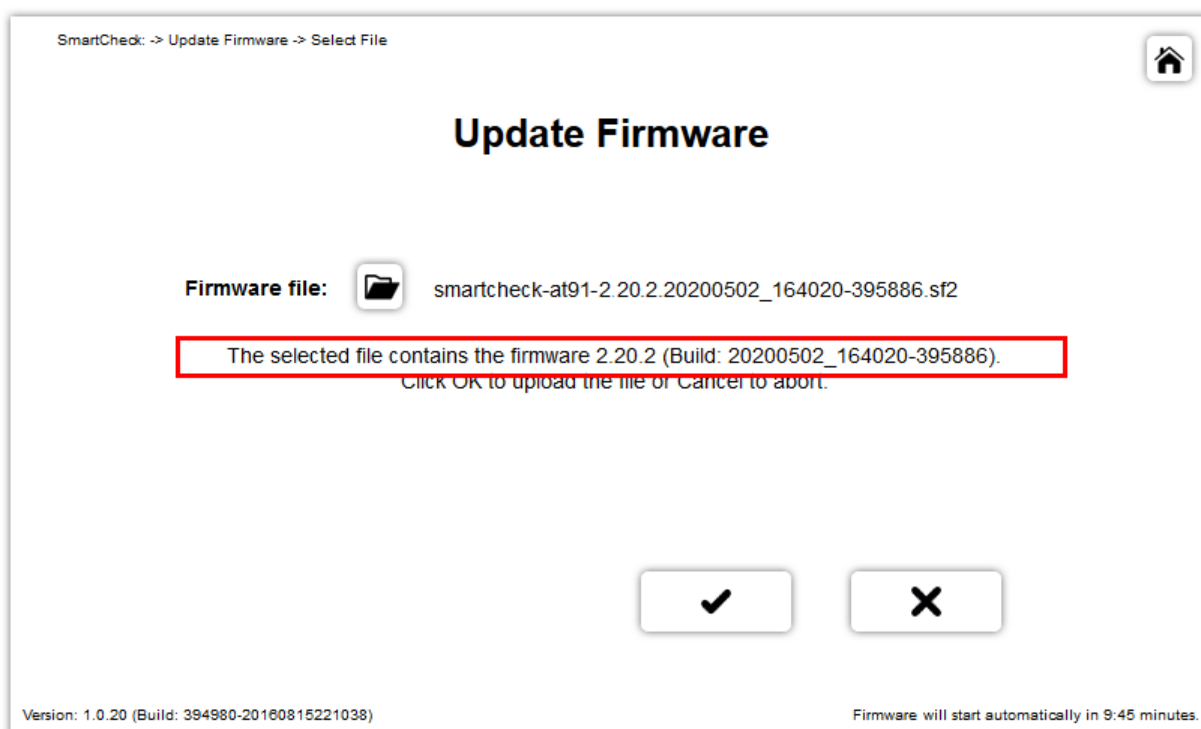 SmartCheck: -> Update Firmware -> Select File
Update Firmware
Firmware file: smartcheck-at91-2.20.2.20200502_164020-395886.sf2
The selected file contains the firmware 2.20.2 (Build: 20200502_164020-395886).
Click OK to upload the file or Cancel to abort.
Version: 1.0.20 (Build: 394980-20160815221038)
Firmware will start automatically in 9:45 minutes.